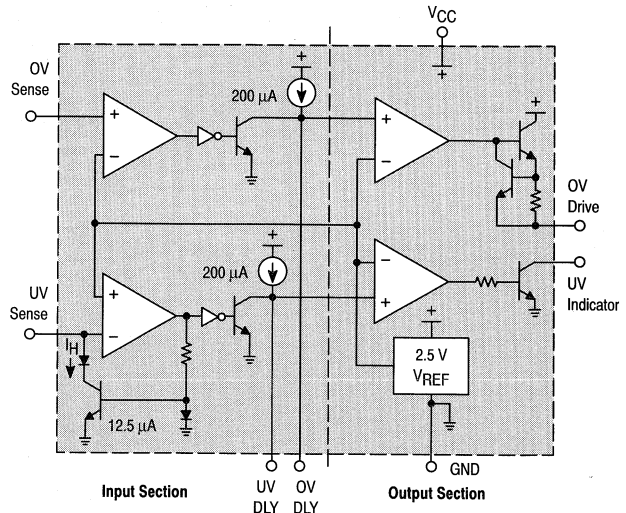 VCC
OV
Sense
+
200 µA
+
−
+
−
+
OV
Drive
+
200 µA
UV
Sense
+
−
−
+
UV
Indicator
IH
+
2.5 V
VREF
12.5 µA
GND
Input Section
UV
DLY
OV
DLY
Output Section